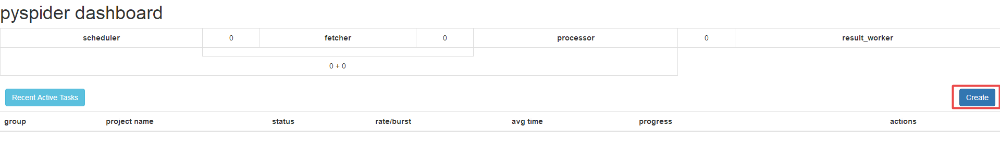 pyspider dashboard
scheduler 0 fetcher 0 processor 0 result_worker
0 + 0
Recent Active Tasks Create
group project name status rate/burst avg time progress actions